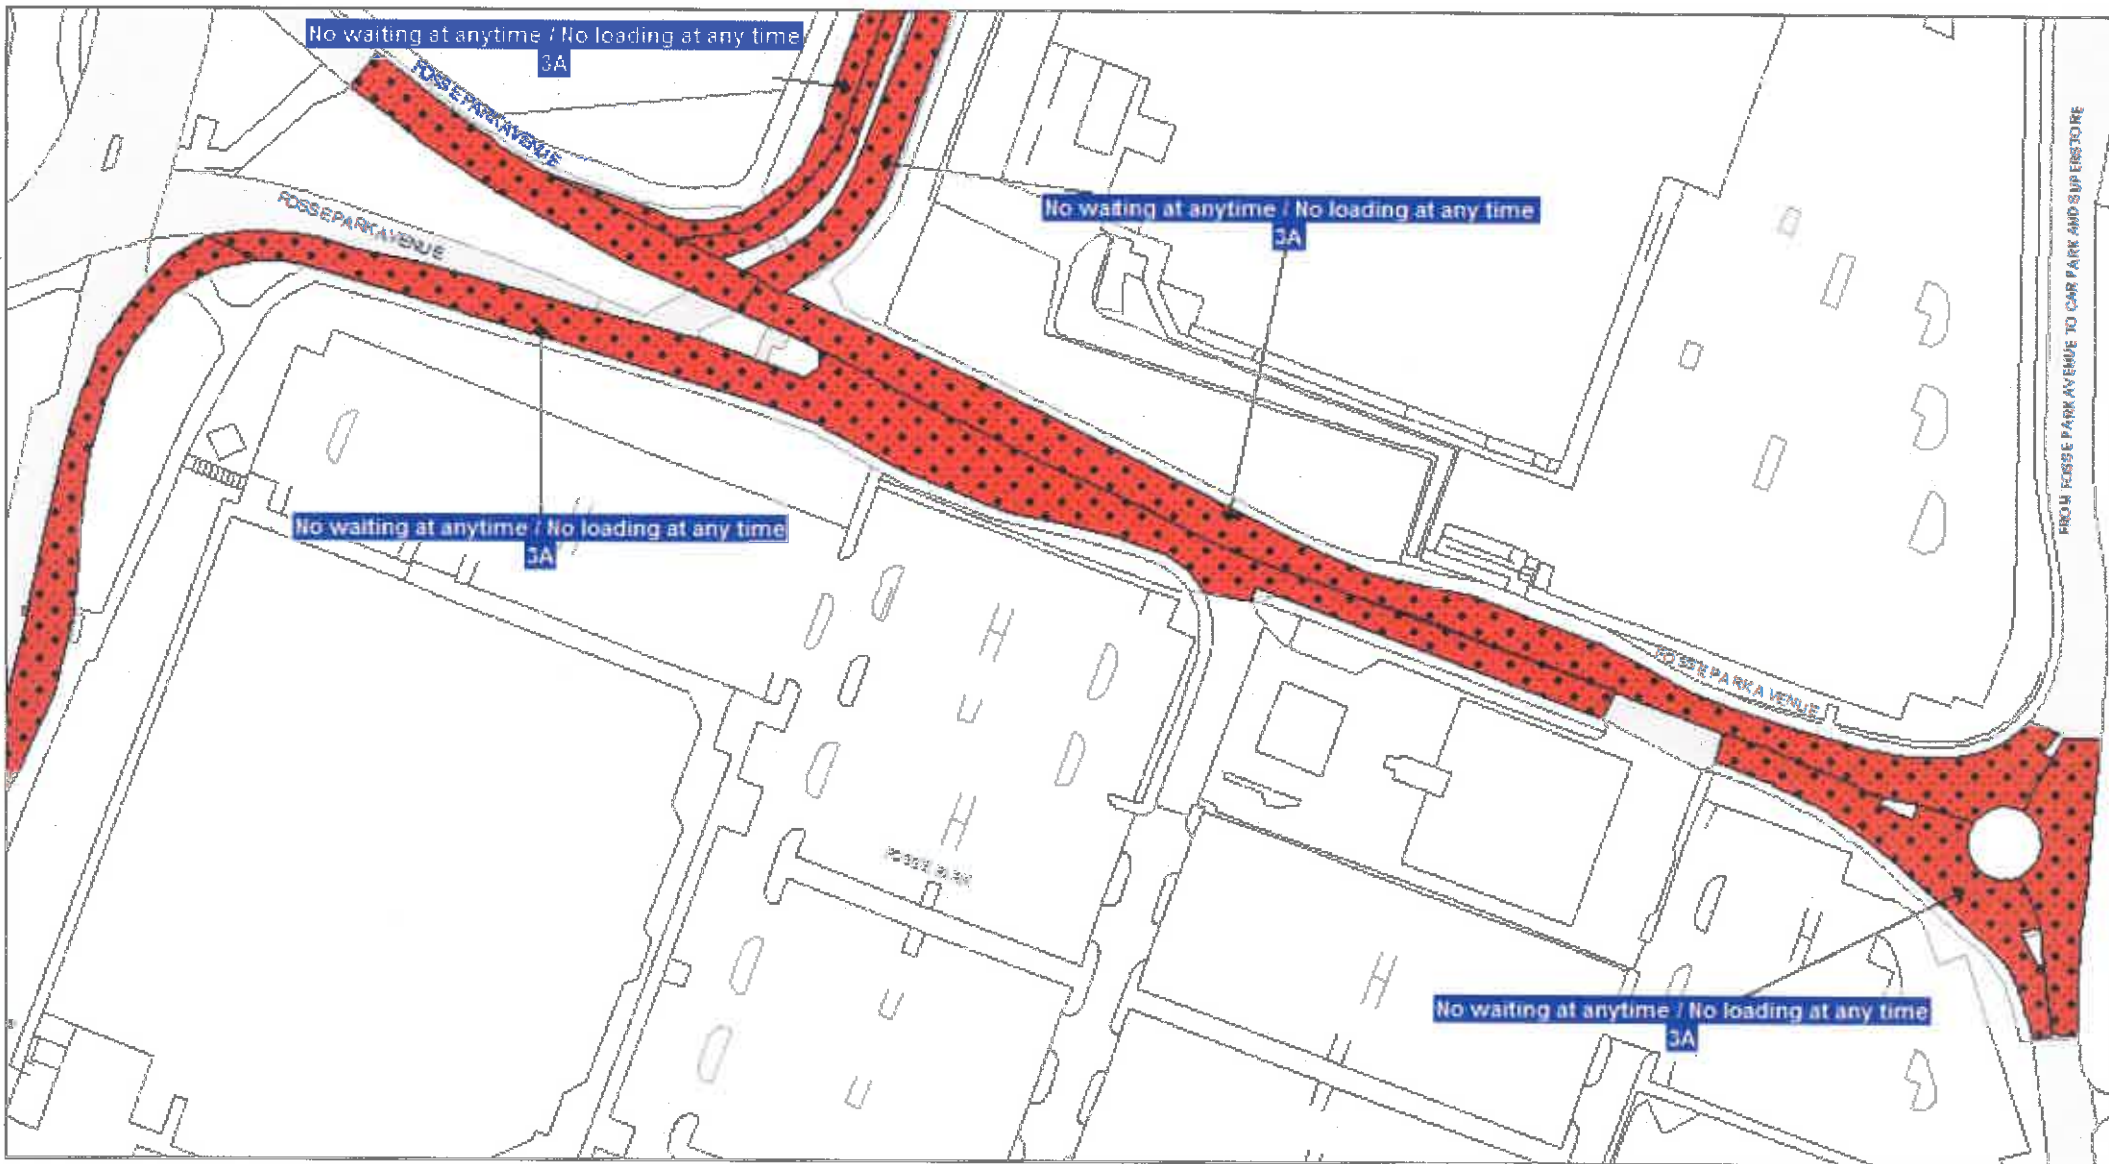 No waiting at anytime / No loading at any time
3A
FOSSE PARK AVENUE
FOSSE PARK AVENUE
No waiting at anytime / No loading at any time
3A
FROM FOSSE PARK AVENUE TO CAR PARK AND SUPERSTORE
No waiting at anytime / No loading at any time
3A
FOSSE PARK AVENUE
FOSSE PARK
No waiting at anytime / No loading at any time
3A